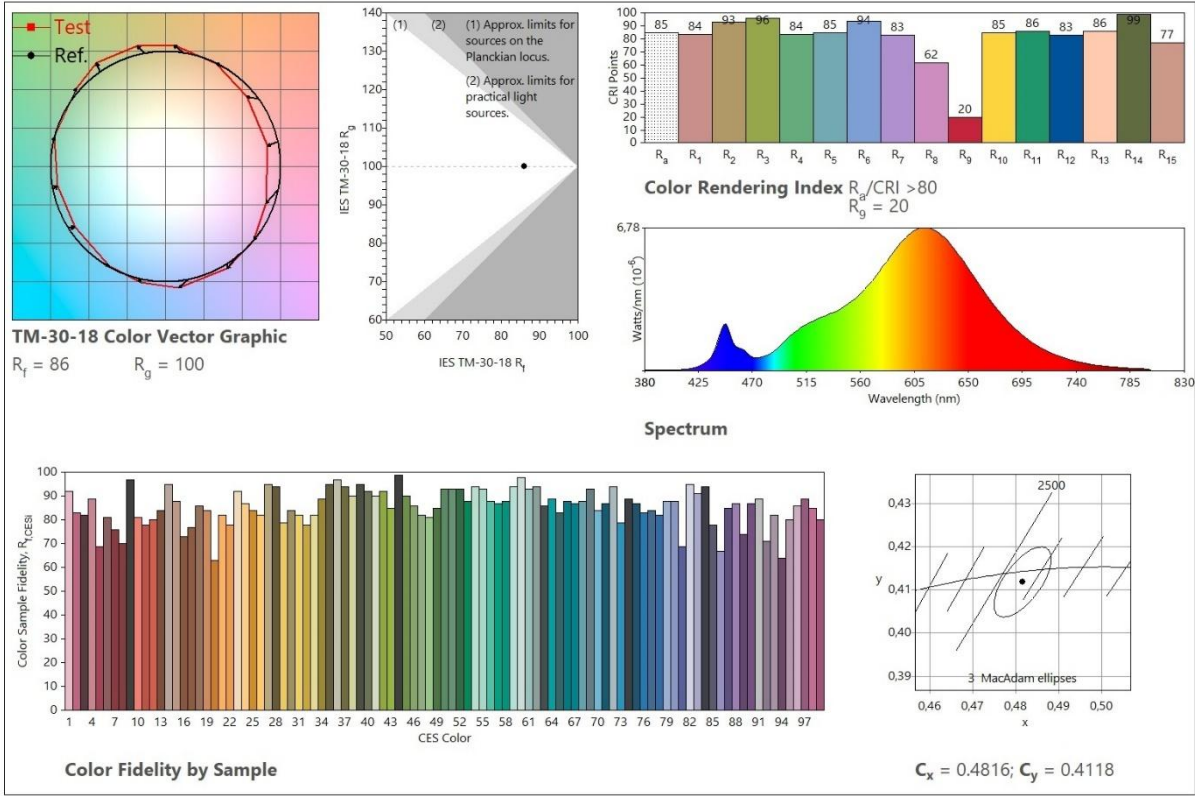 Test
Ref.
TM-30-18 Color Vector Graphic
Rf = 86 Rg = 100
140
130
120
110
100
90
80
70
60
IES TM-30-18 Rg
(1) (2) (1) Approx. limits for
sources on the
Planckian locus.
(2) Approx. limits for
practical light
sources.
50 60 70 80 90 100
IES TM-30-18 Rf
100
90
80
70
60
50
40
30
20
10
0
CRI Points
85 84 93 96 84 85 94 83 62 20 85 86 83 86 99 77
Ra R1 R2 R3 R4 R5 R6 R7 R8 R9 R10 R11 R12 R13 R14 R15
Color Rendering Index Ra/CRI >80
R9 = 20
6,78
Watts/nm (10-6)
380 425 470 515 560 605 650 695 740 785 830
Wavelength (nm)
Spectrum
100
90
80
70
60
50
40
30
20
10
0
Color Sample Fidelity, Rf,CESi
1 4 7 10 13 16 19 22 25 28 31 34 37 40 43 46 49 52 55 58 61 64 67 70 73 76 79 82 85 88 91 94 97
CES Color
Color Fidelity by Sample
2500
0,43
0,42
0,41
0,40
0,39
y
3 MacAdam ellipses
0,46 0,47 0,48 0,49 0,50
x
Cx = 0.4816; Cy = 0.4118